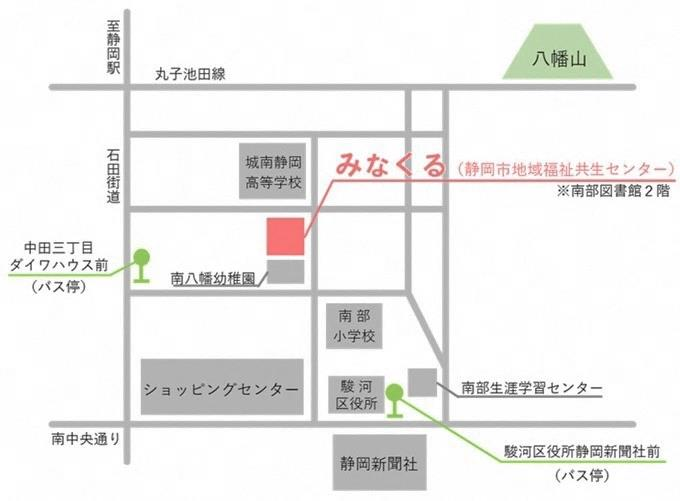 至静岡駅
丸子池田線
八幡山
石田街道
城南静岡
高等学校
みなくる（静岡市地域福祉共生センター）
※南部図書館２階
中田三丁目
ダイワハウス前
（バス停）
南八幡幼稚園
南部
小学校
ショッピングセンター
駿河
区役所
南部生涯学習センター
南中央通り
静岡新聞社
駿河区役所静岡新聞社前
（バス停）